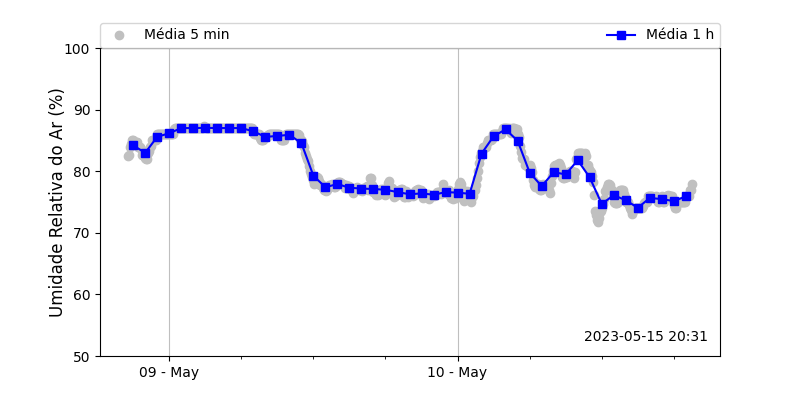 Média 5 min
Média 1 h
Umidade Relativa do Ar (%)
100
90
80
70
60
50
2023-05-15 20:31
09 - May
10 - May